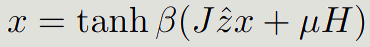 x = tanh β(Jẑx + μH)